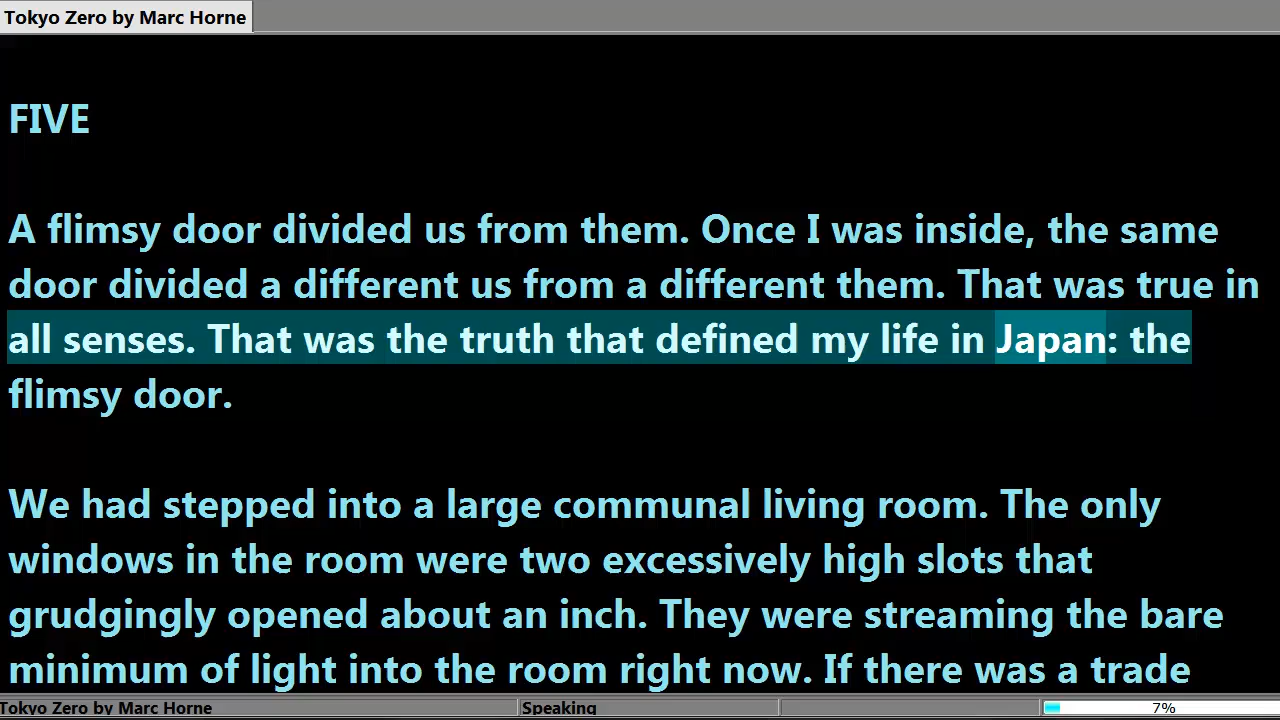 Tokyo Zero by Marc Horne
FIVE
A flimsy door divided us from them. Once I was inside, the same
door divided a different us from a different them. That was true in
all senses. That was the truth that defined my life in Japan: the
flimsy door.
We had stepped into a large communal living room. The only
windows in the room were two excessively high slots that
grudgingly opened about an inch. They were streaming the bare
minimum of light into the room right now. If there was a trade
Tokyo Zero by Marc Horne Speaking 7%